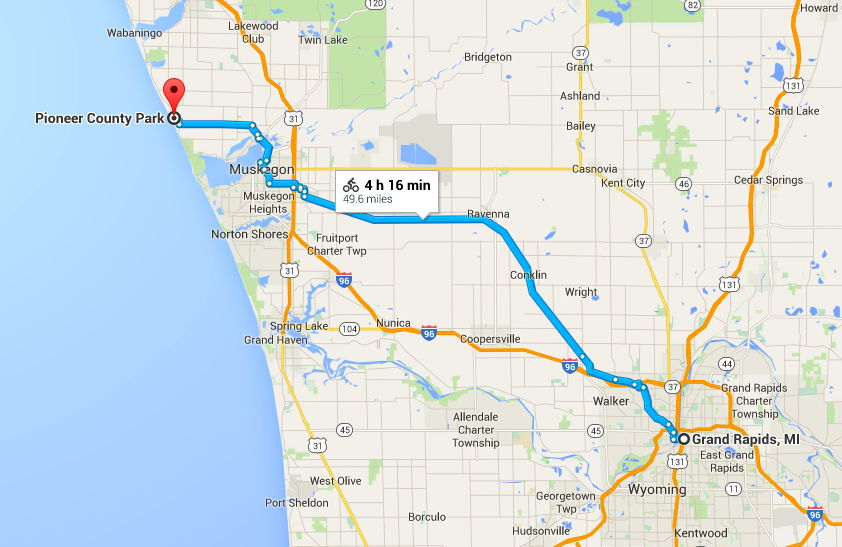 120
82
Howard C
Wabaningo
Lakewood
Club
Twin Lake
Bridgeton
37
Grant
131
Ashland
Sand Lake
Pioneer County Park
31
Bailey
Muskegon
Casnovia
Kent City
46
Cedar Springs
4 h 16 min
49.6 miles
Muskegon
Heights
Ravenna
Norton Shores
Fruitport
Charter Twp
37
31
96
Conklin
Wright
131
Spring Lake
Grand Haven
104
Nunica
96
Coopersville
96
44
37
Grand Rapids
Charter
Township
Walker
Allendale
Charter
Township
45
45
31
Grand Rapids, MI
East Grand
Rapids
131
West Olive
Wyoming
11
Georgetown
Twp
Port Sheldon
Borculo
96
Hudsonville
Kentwood